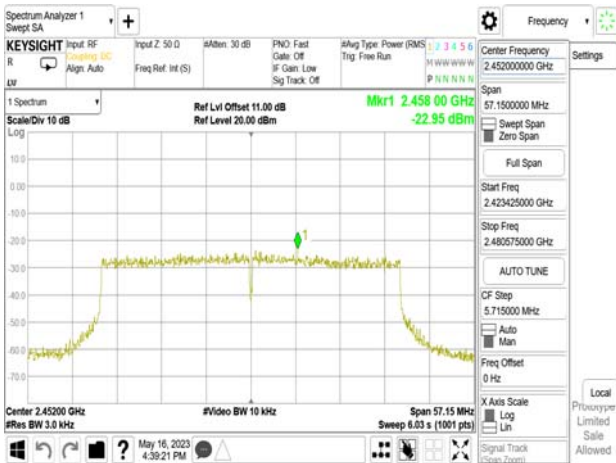 Spectrum Analyzer 1
Swept SA
Frequency
KEYSIGHT
Input: RF
Coupling: DC
Align: Auto
Input Z: 50 Ω
Freq Ref: Int (S)
#Atten: 30 dB
PNO: Fast
Gate: Off
IF Gain: Low
Sig Track: Off
#Avg Type: Power (RMS
Trig: Free Run
1 2 3 4 5 6
P N N N N N
R
1 Spectrum
Scale/Div 10 dB
Ref Lvl Offset 11.00 dB
Ref Level 20.00 dBm
Mkr1 2.458 00 GHz
-22.95 dBm
Log
10.0
0.00
-10.0
-20.0
-30.0
-40.0
-50.0
-60.0
-70.0
1
Center 2.45200 GHz
#Res BW 3.0 kHz
#Video BW 10 kHz
Span 57.15 MHz
Sweep 6.03 s (1001 pts)
May 16, 2023
4:39:21 PM
Center Frequency
2.452000000 GHz
Span
57.1500000 MHz
Swept Span
Zero Span
Full Span
Start Freq
2.423425000 GHz
Stop Freq
2.480575000 GHz
AUTO TUNE
CF Step
5.715000 MHz
Auto
Man
Freq Offset
0 Hz
X Axis Scale
Log
Lin
Signal Track
(Span Zoom)
Settings
Local
Prototype
Limited
Sale
Allowed